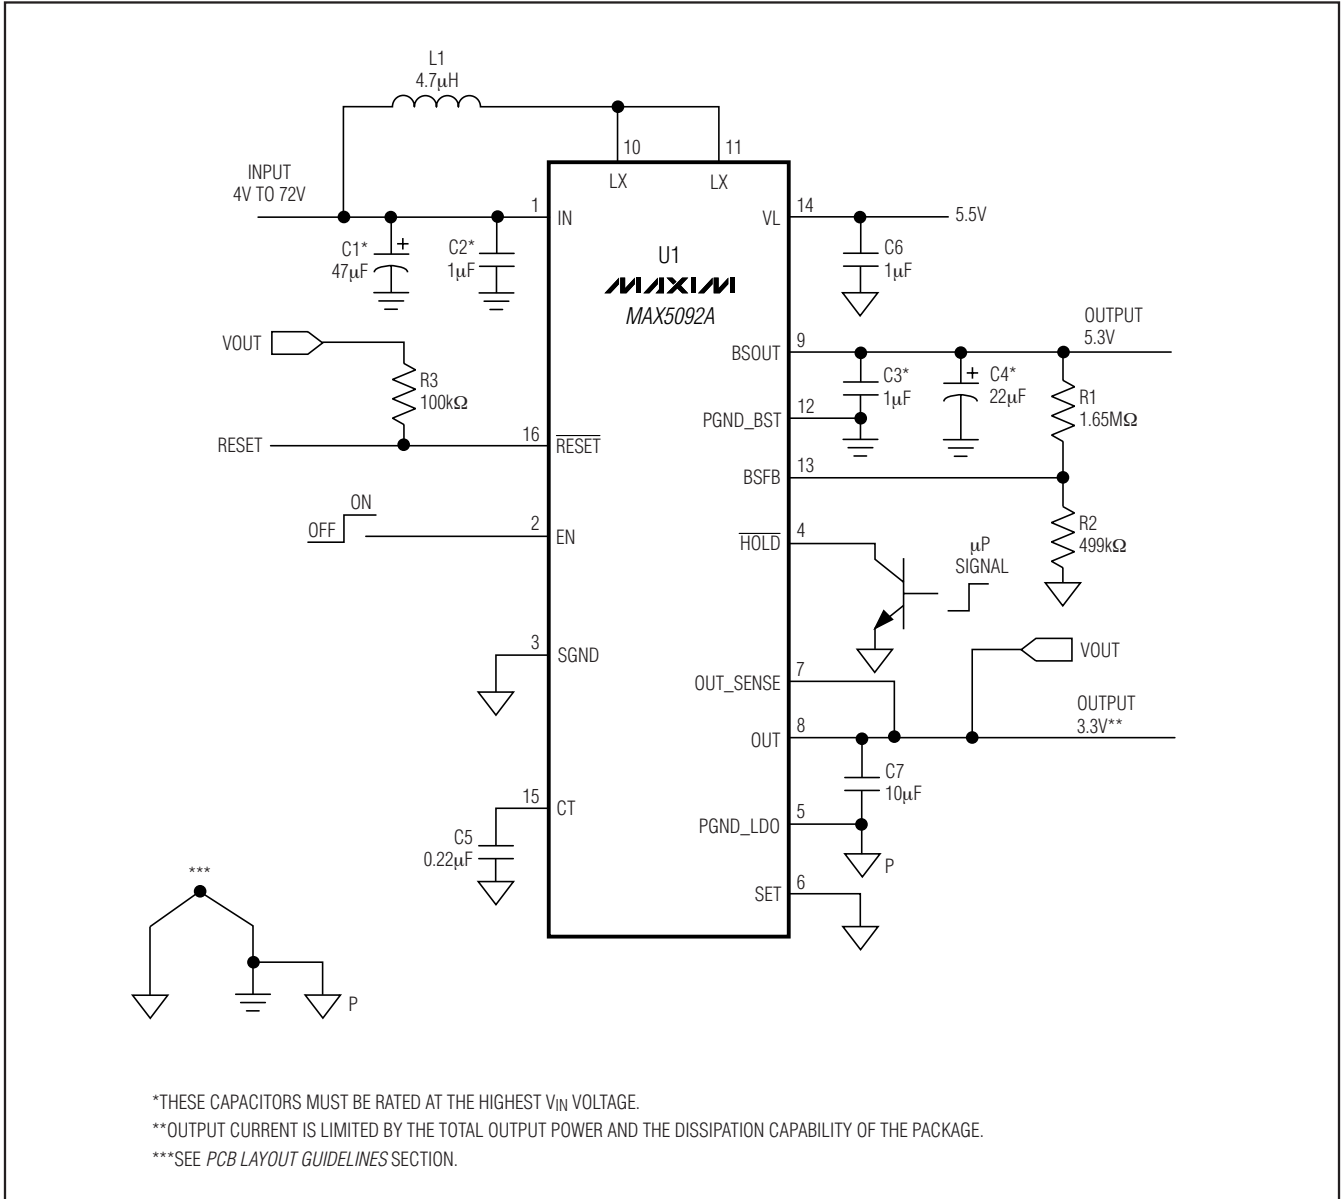 L1
4.7μH
10
11
LX
LX
INPUT
4V TO 72V
1
IN
VL
14
5.5V
C1*
47μF
+
C2*
1μF
U1
MAXIM
MAX5092A
C6
1μF
VOUT
R3
100kΩ
OUTPUT
5.3V
BSOUT
9
C3*
1μF
+
C4*
22μF
R1
1.65MΩ
PGND_BST
12
RESET
16
RESET
BSFB
13
ON
OFF
2
EN
HOLD
4
μP
SIGNAL
R2
499kΩ
3
SGND
VOUT
OUT_SENSE
7
OUTPUT
3.3V**
OUT
8
C7
10μF
15
CT
C5
0.22μF
PGND_LDO
5
P
SET
6
***
P
*THESE CAPACITORS MUST BE RATED AT THE HIGHEST VIN VOLTAGE.
**OUTPUT CURRENT IS LIMITED BY THE TOTAL OUTPUT POWER AND THE DISSIPATION CAPABILITY OF THE PACKAGE.
***SEE PCB LAYOUT GUIDELINES SECTION.